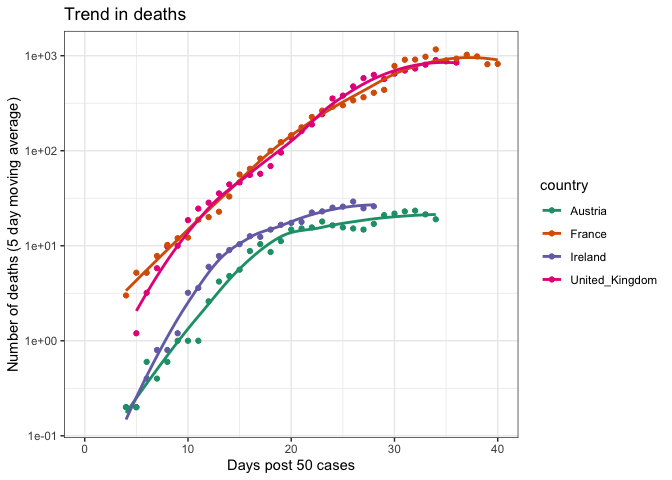 Trend in deaths
Number of deaths (5 day moving average)
1e+03
1e+02
1e+01
1e+00
1e-01
0 10 20 30 40
Days post 50 cases
country
Austria
France
Ireland
United_Kingdom